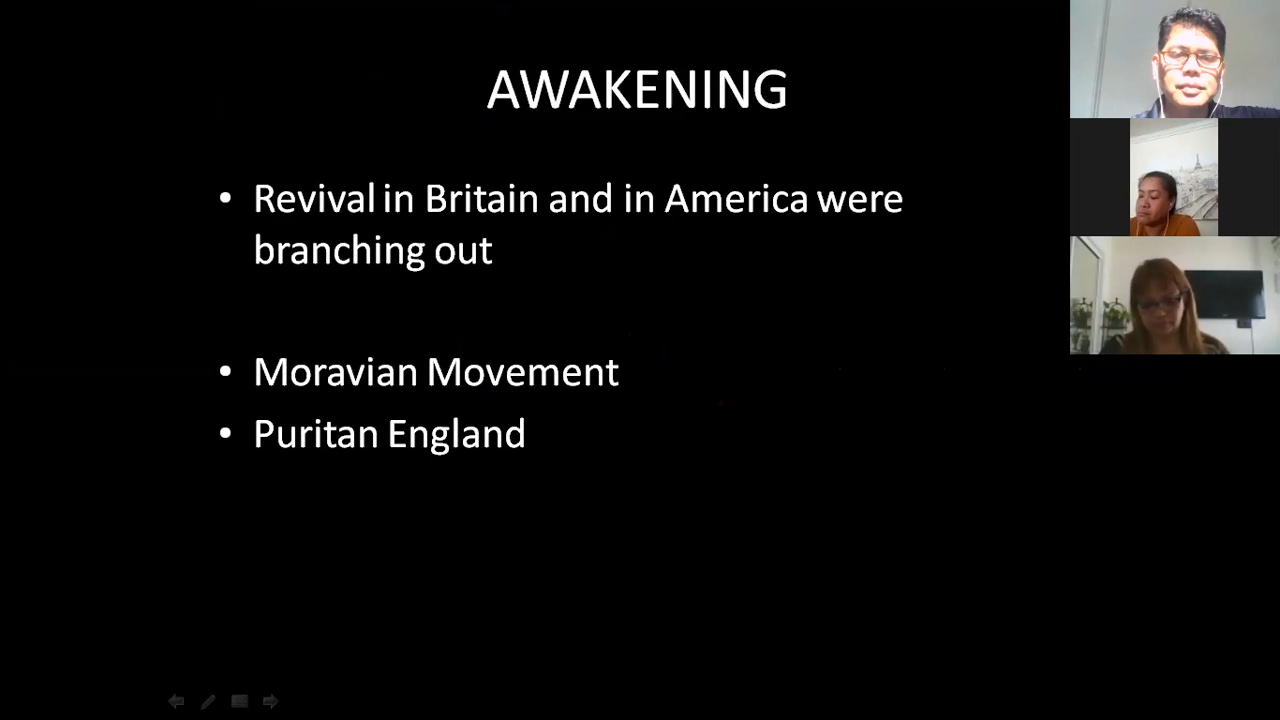 AWAKENING
• Revival in Britain and in America were
branching out
• Moravian Movement
• Puritan England